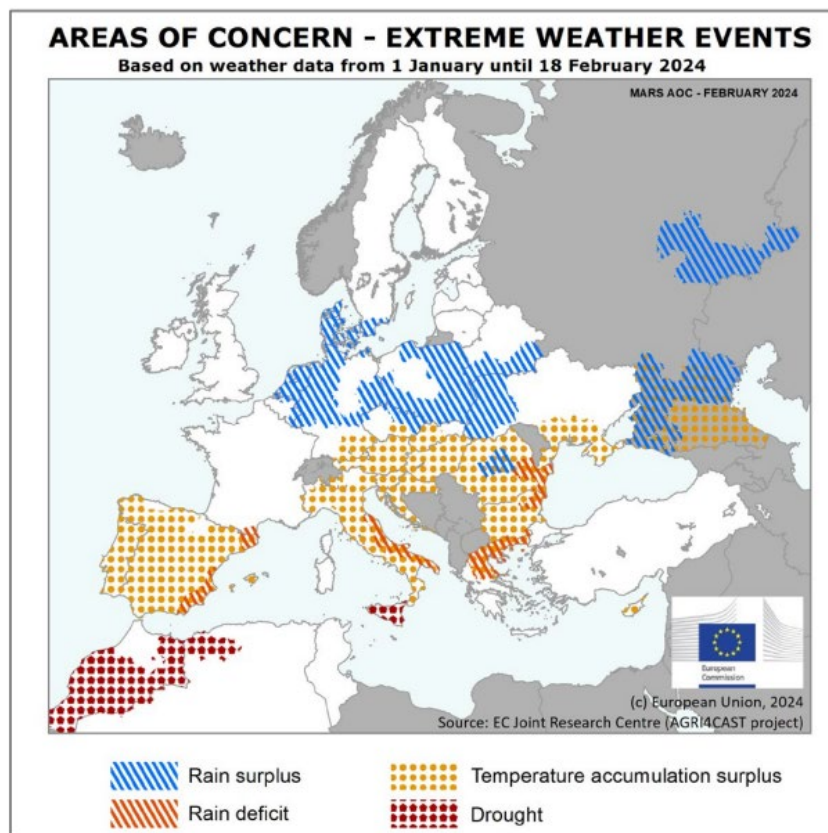 AREAS OF CONCERN - EXTREME WEATHER EVENTS
Based on weather data from 1 January until 18 February 2024
MARS AOC - FEBRUARY 2024
European
Commission
(c) European Union, 2024
Source: EC Joint Research Centre (AGRI4CAST project)
Rain surplus
Temperature accumulation surplus
Rain deficit
Drought